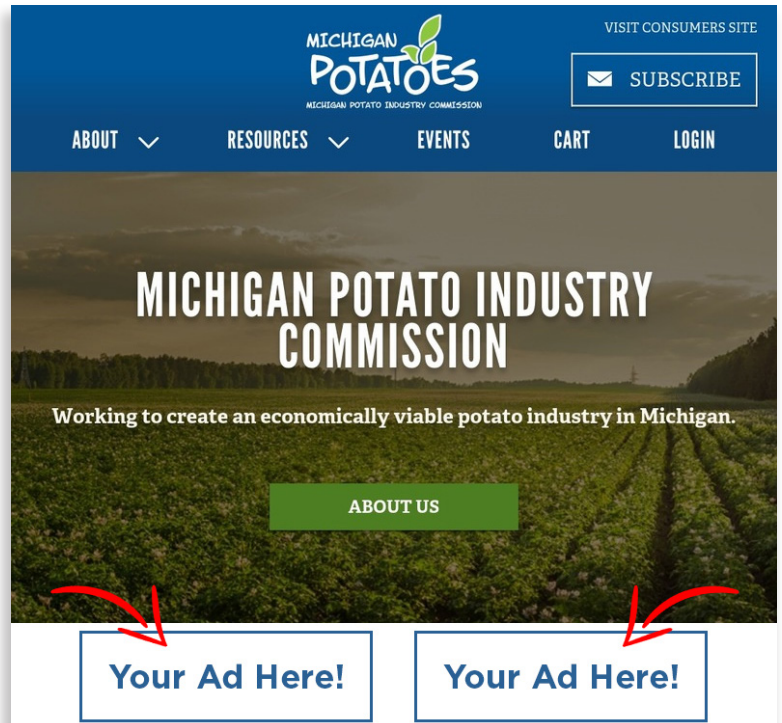 MICHIGAN
POTATOES
MICHIGAN POTATO INDUSTRY COMMISSION
VISIT CONSUMERS SITE
SUBSCRIBE
ABOUT RESOURCES EVENTS CART LOGIN
MICHIGAN POTATO INDUSTRY
COMMISSION
Working to create an economically viable potato industry in Michigan.
ABOUT US
Your Ad Here! Your Ad Here!